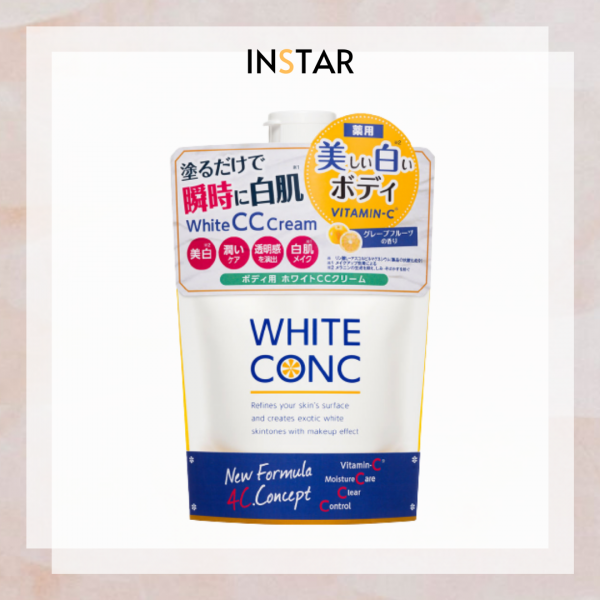 INSTAR
薬用
美しい白い※2
ボディ
VITAMIN-C
グレープフルーツ
の香り
塗るだけで
瞬時に白肌※1
White CC Cream
美白※2
潤い
ケア
透明感
を演出
白肌※1
メイク
ボディ用 ホワイトCCクリーム
WHITE
CONC
Refines your skin's surface
and creates exotic white
skintones with makeup effect
New Formula
4C.Concept
Vitamin-C
Moisture Care
Clear
Control